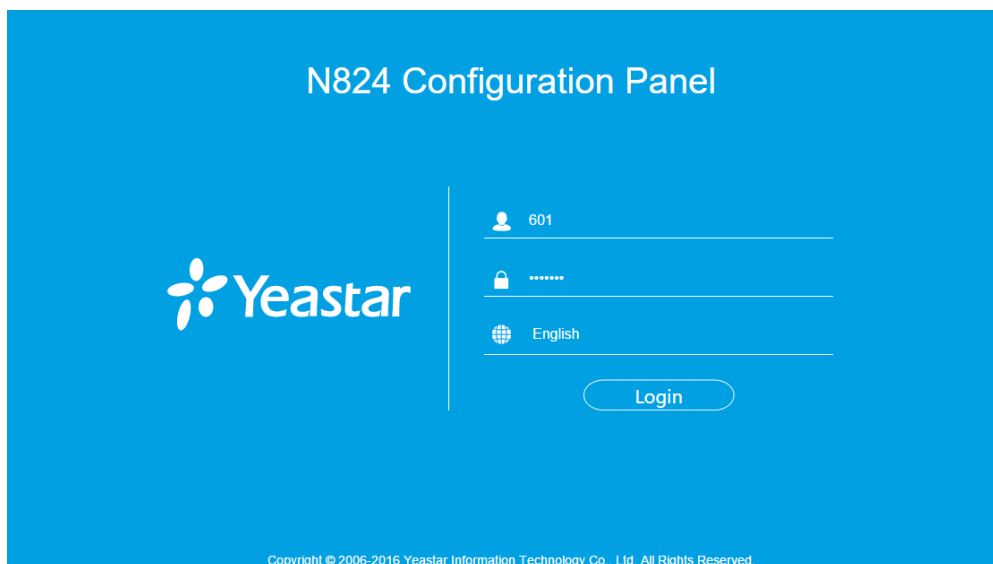 N824 Configuration Panel
601
•••••••
Yeastar
English
Login
Copyright © 2006-2016 Yeastar Information Technology Co., Ltd. All Rights Reserved